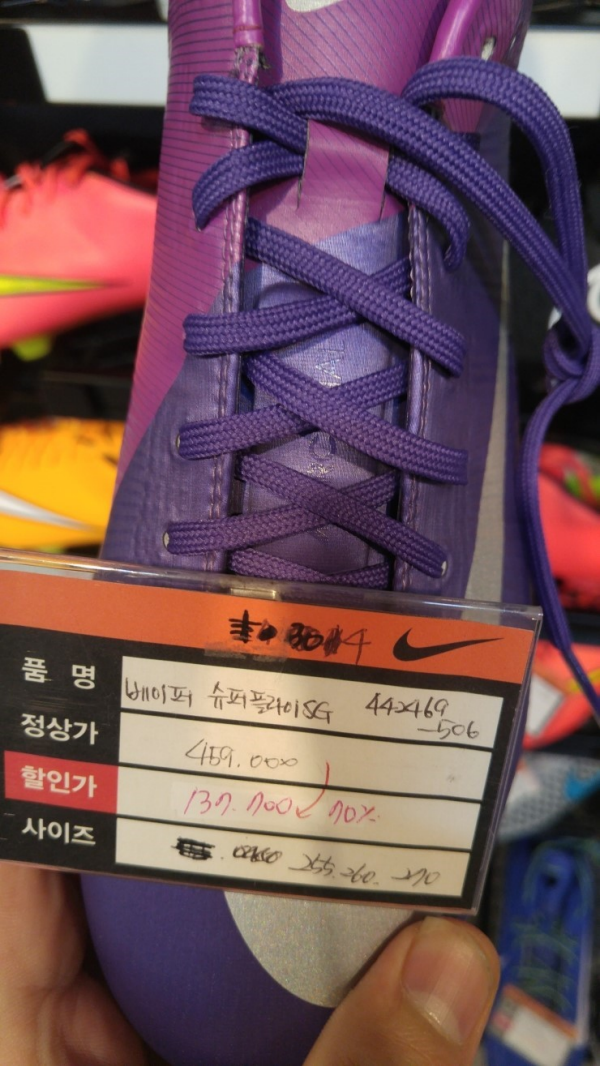 품 명 베이퍼 슈퍼플라이SG 442469
-506
정상가 459.000
할인가 137.700 70%
사이즈 255. 260. 270